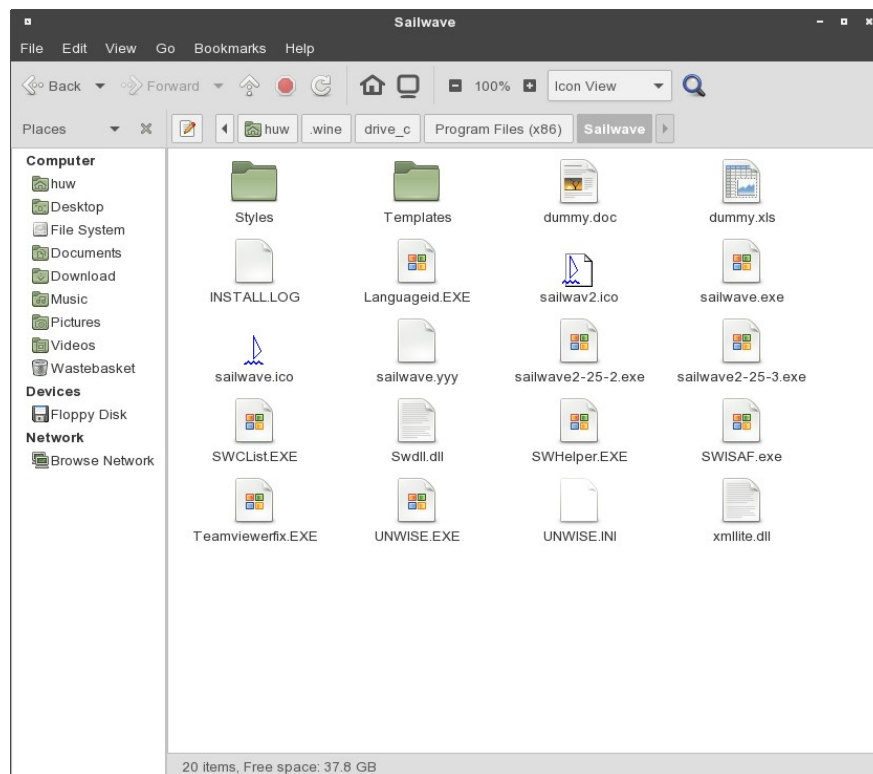 Sailwave
File Edit View Go Bookmarks Help
Back Forward 100% Icon View
Places huw .wine drive_c Program Files (x86) Sailwave
Computer
huw
Desktop
File System
Documents
Download
Music
Pictures
Videos
Wastebasket
Devices
Floppy Disk
Network
Browse Network
Styles Templates dummy.doc dummy.xls
INSTALL.LOG Languageid.EXE sailwav2.ico sailwave.exe
sailwave.ico sailwave.yyy sailwave2-25-2.exe sailwave2-25-3.exe
SWCList.EXE Swdll.dll SWHelper.EXE SWISAF.exe
Teamviewerfix.EXE UNWISE.EXE UNWISE.INI xmllite.dll
20 items, Free space: 37.8 GB